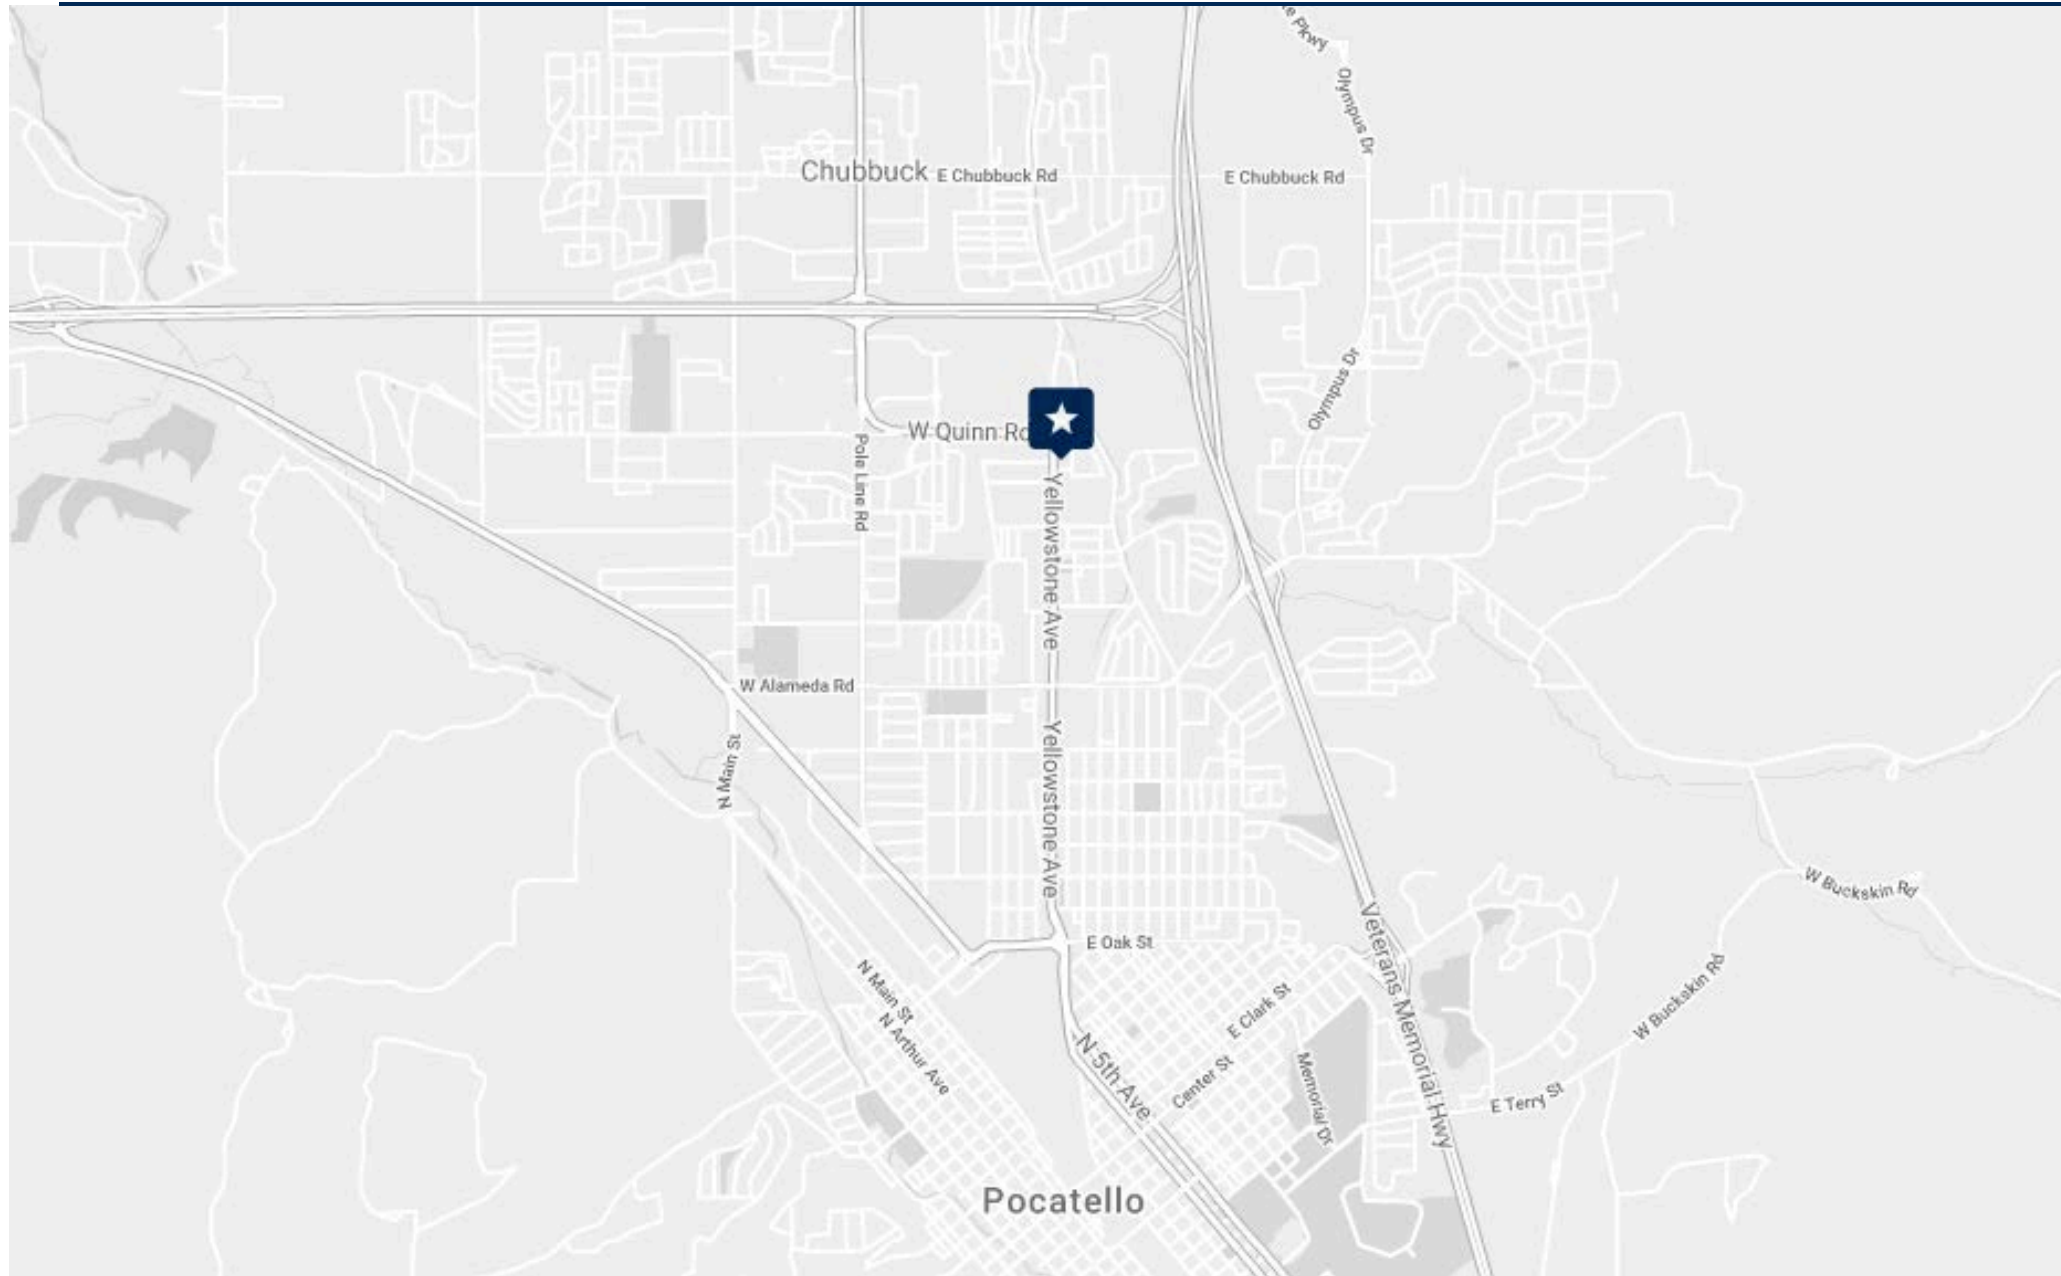 Pkwy
Olympus Dr
Chubbuck
E Chubbuck Rd
E Chubbuck Rd
Olympus Dr
W Quinn Rd
Pole Line Rd
Yellowstone Ave
W Alameda Rd
N Main St
Yellowstone Ave
W Buckskin Rd
E Oak St
Veterans Memorial Hwy
N Main St
N Arthur Ave
E Clark St
W Buckskin Rd
N 5th Ave
Center St
Memorial Dr
E Terry St
Pocatello